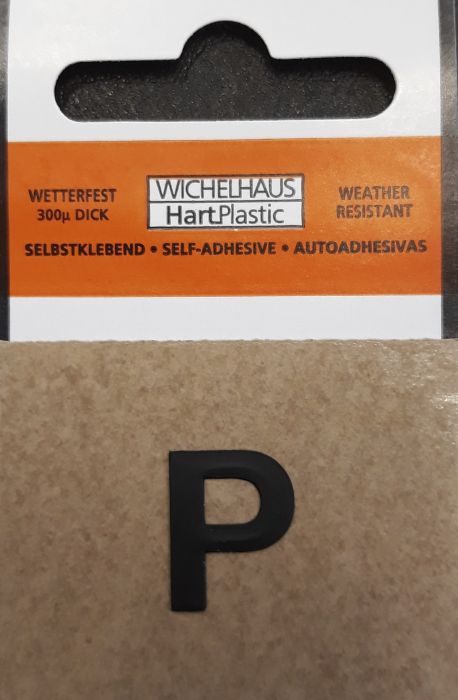 WETTERFEST
300µ DICK
WICHELHAUS
HartPlastic
WEATHER
RESISTANT
SELBSTKLEBEND • SELF-ADHESIVE • AUTOADHESIVAS
P